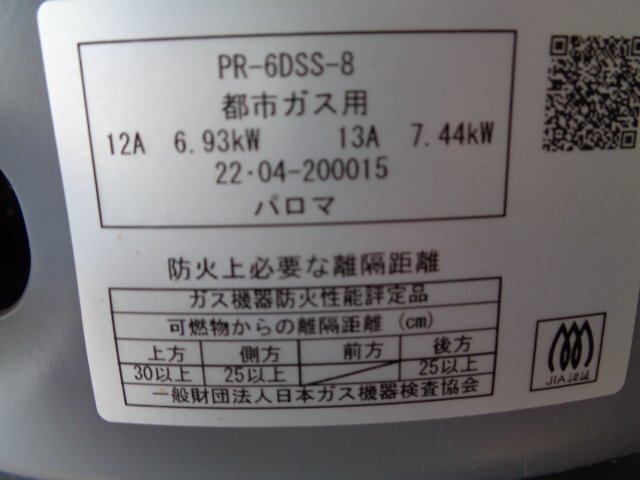 PR-6DSS-8
都市ガス用
12A 6.93kW 13A 7.44kW
22・04-200015
パロマ
防火上必要な離隔距離
ガス機器防火性能評定品
可燃物からの離隔距離 (cm)
上方 側方 前方 後方
30以上 25以上 25以上
一般財団法人日本ガス機器検査協会
JIA認証